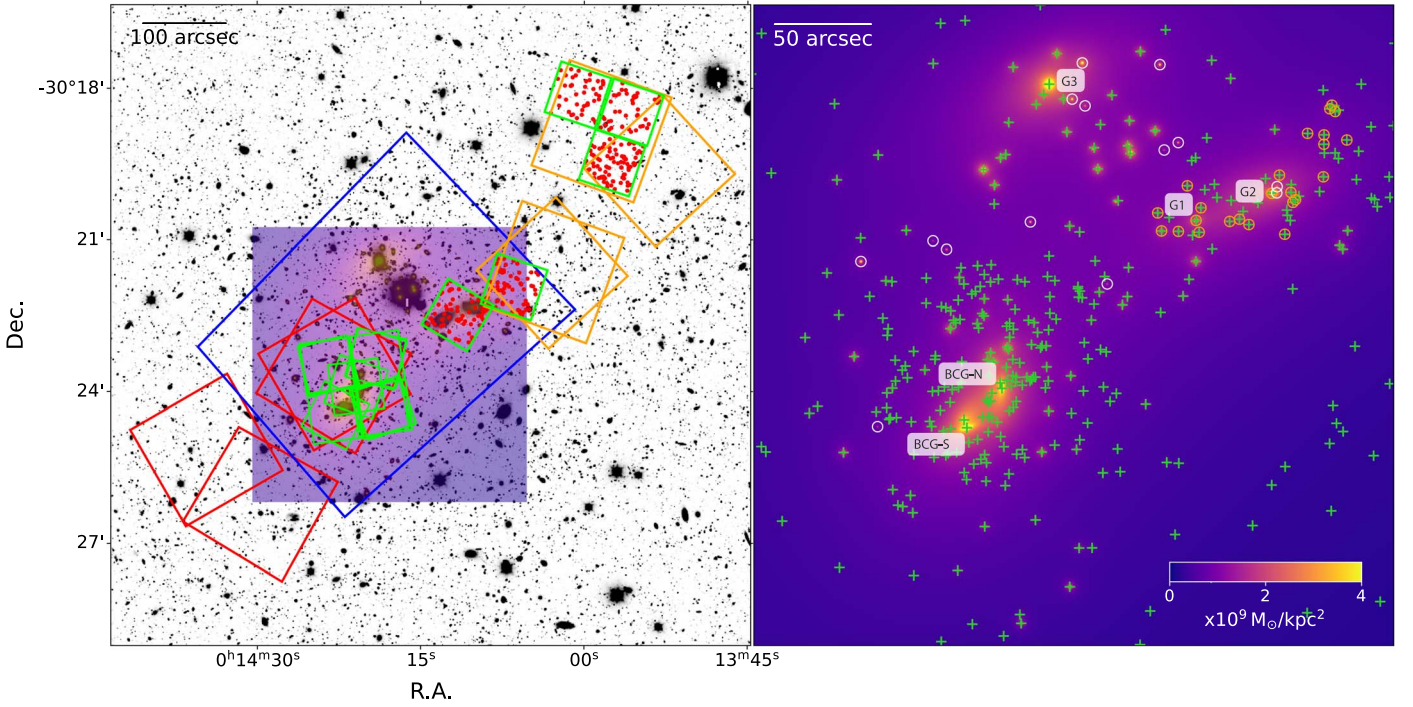 100 arcsec
-30°18'
21'
24'
27'
Dec.
0ʰ14ᵐ30ˢ
15ˢ
00ˢ
13ᵐ45ˢ
R.A.
50 arcsec
G3
G1
G2
BCG-N
BCG-S
0
2
4
x10⁹ M⊙/kpc²